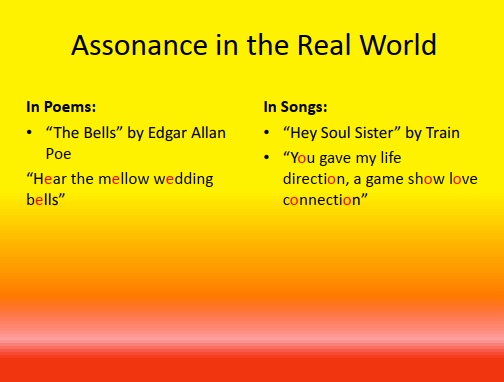 Assonance in the Real World
In Poems:
• “The Bells” by Edgar Allan
Poe
“Hear the mellow wedding
bells”
In Songs:
• “Hey Soul Sister” by Train
• “You gave my life
direction, a game show love
connection”